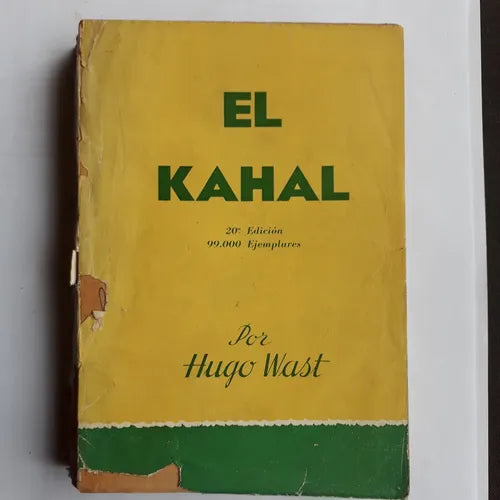 EL
KAHAL
20ª Edición
99.000 Ejemplares
Por
Hugo Wast